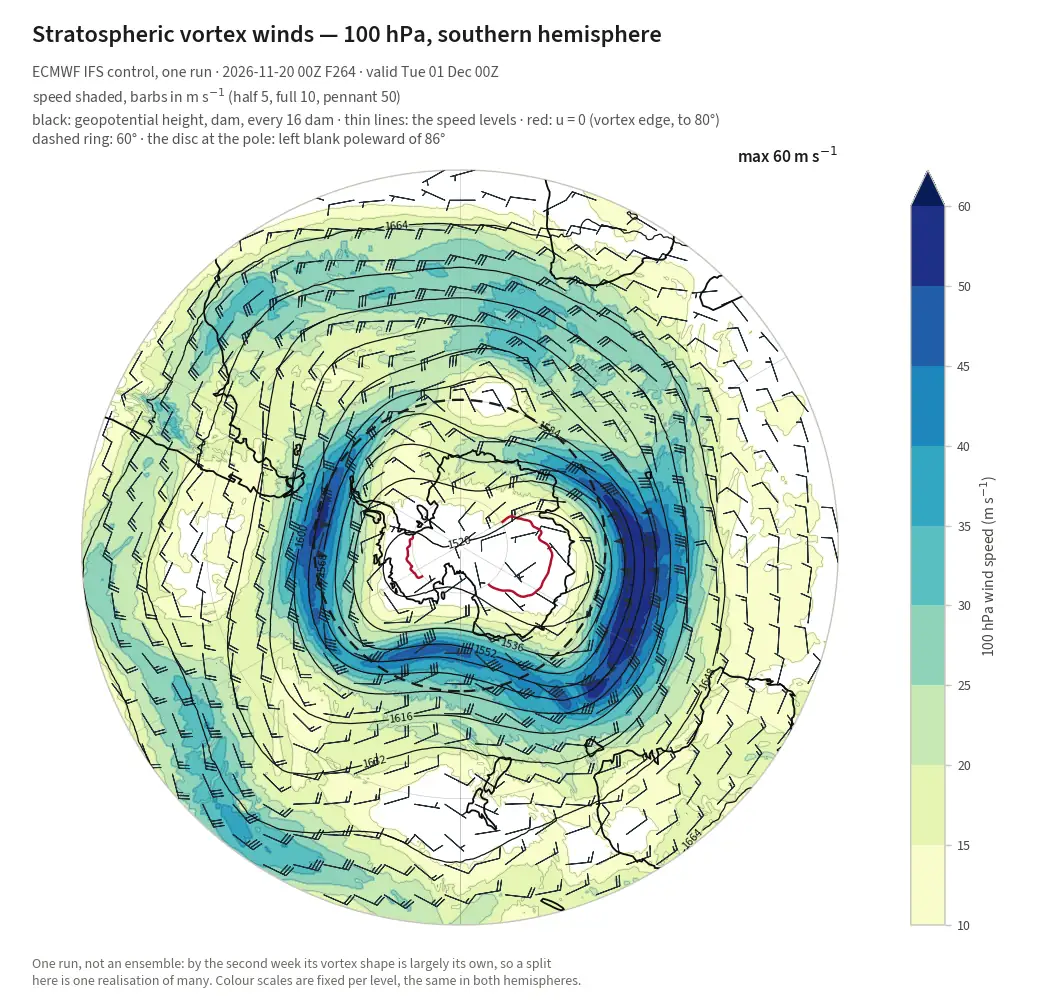 Stratospheric vortex winds — 100 hPa, southern hemisphere
ECMWF IFS control, one run · 2026-11-20 00Z F264 · valid Tue 01 Dec 00Z
speed shaded, barbs in m s⁻¹ (half 5, full 10, pennant 50)
black: geopotential height, dam, every 16 dam · thin lines: the speed levels · red: u = 0 (vortex edge, to 80°)
dashed ring: 60° · the disc at the pole: left blank poleward of 86°
max 60 m s⁻¹
1664
1584
1600
1568
1520
1536
1552
1648
1616
1632
1664
60
50
45
40
35
30
25
20
15
10
100 hPa wind speed (m s⁻¹)
One run, not an ensemble: by the second week its vortex shape is largely its own, so a split
here is one realisation of many. Colour scales are fixed per level, the same in both hemispheres.